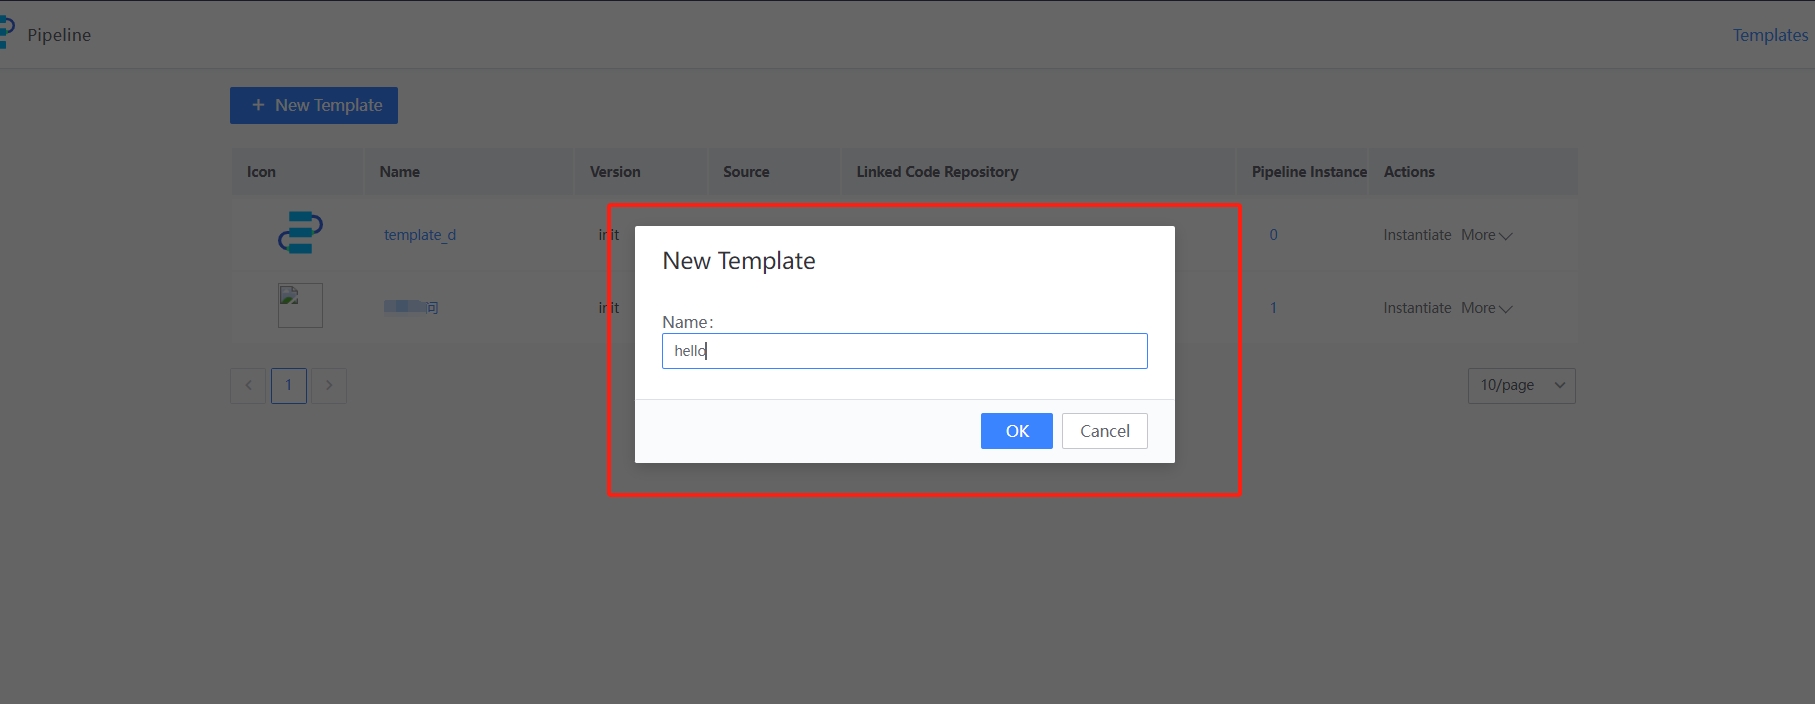 Pipeline
Templates
+ New Template
Icon Name Version Source Linked Code Repository Pipeline Instance Actions
template_d init 0 Instantiate More
问 init 1 Instantiate More
New Template
Name:
hello
OK Cancel
< 1 > 10/page